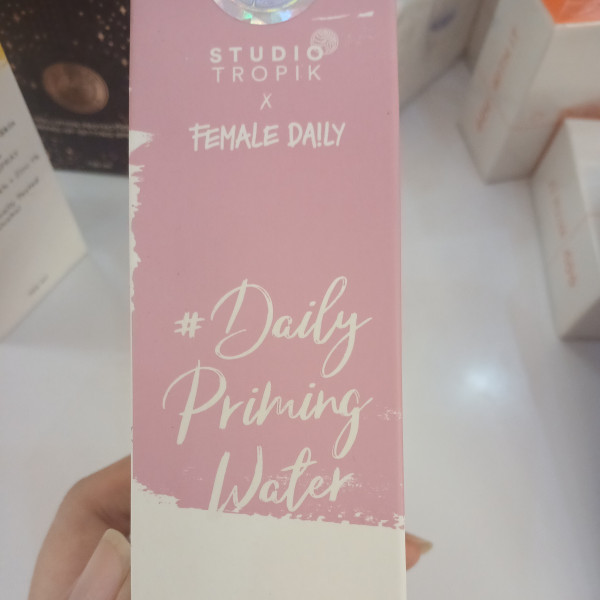 STUDIO
TROPIK
X
FEMALE DA!LY
#Daily
Priming
Water